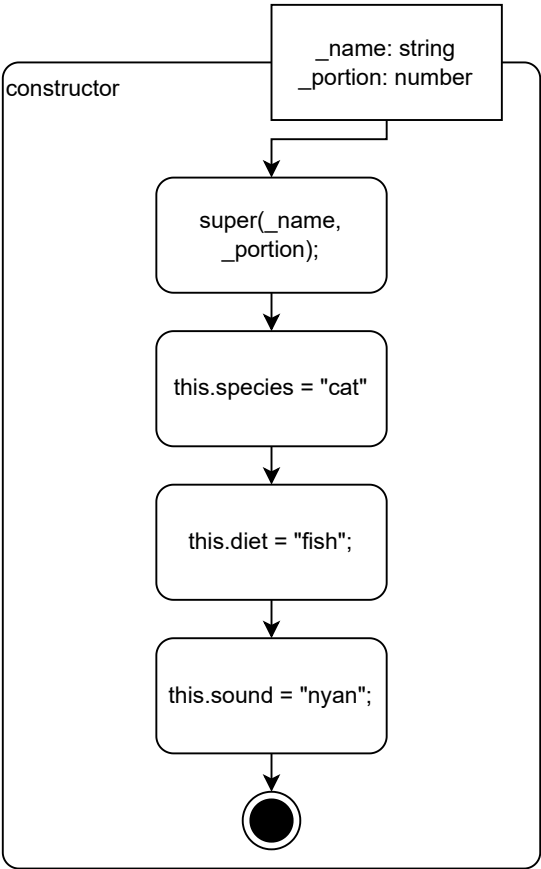 _name: string
_portion: number
constructor
super(_name,
_portion);
this.species = "cat"
this.diet = "fish";
this.sound = "nyan";